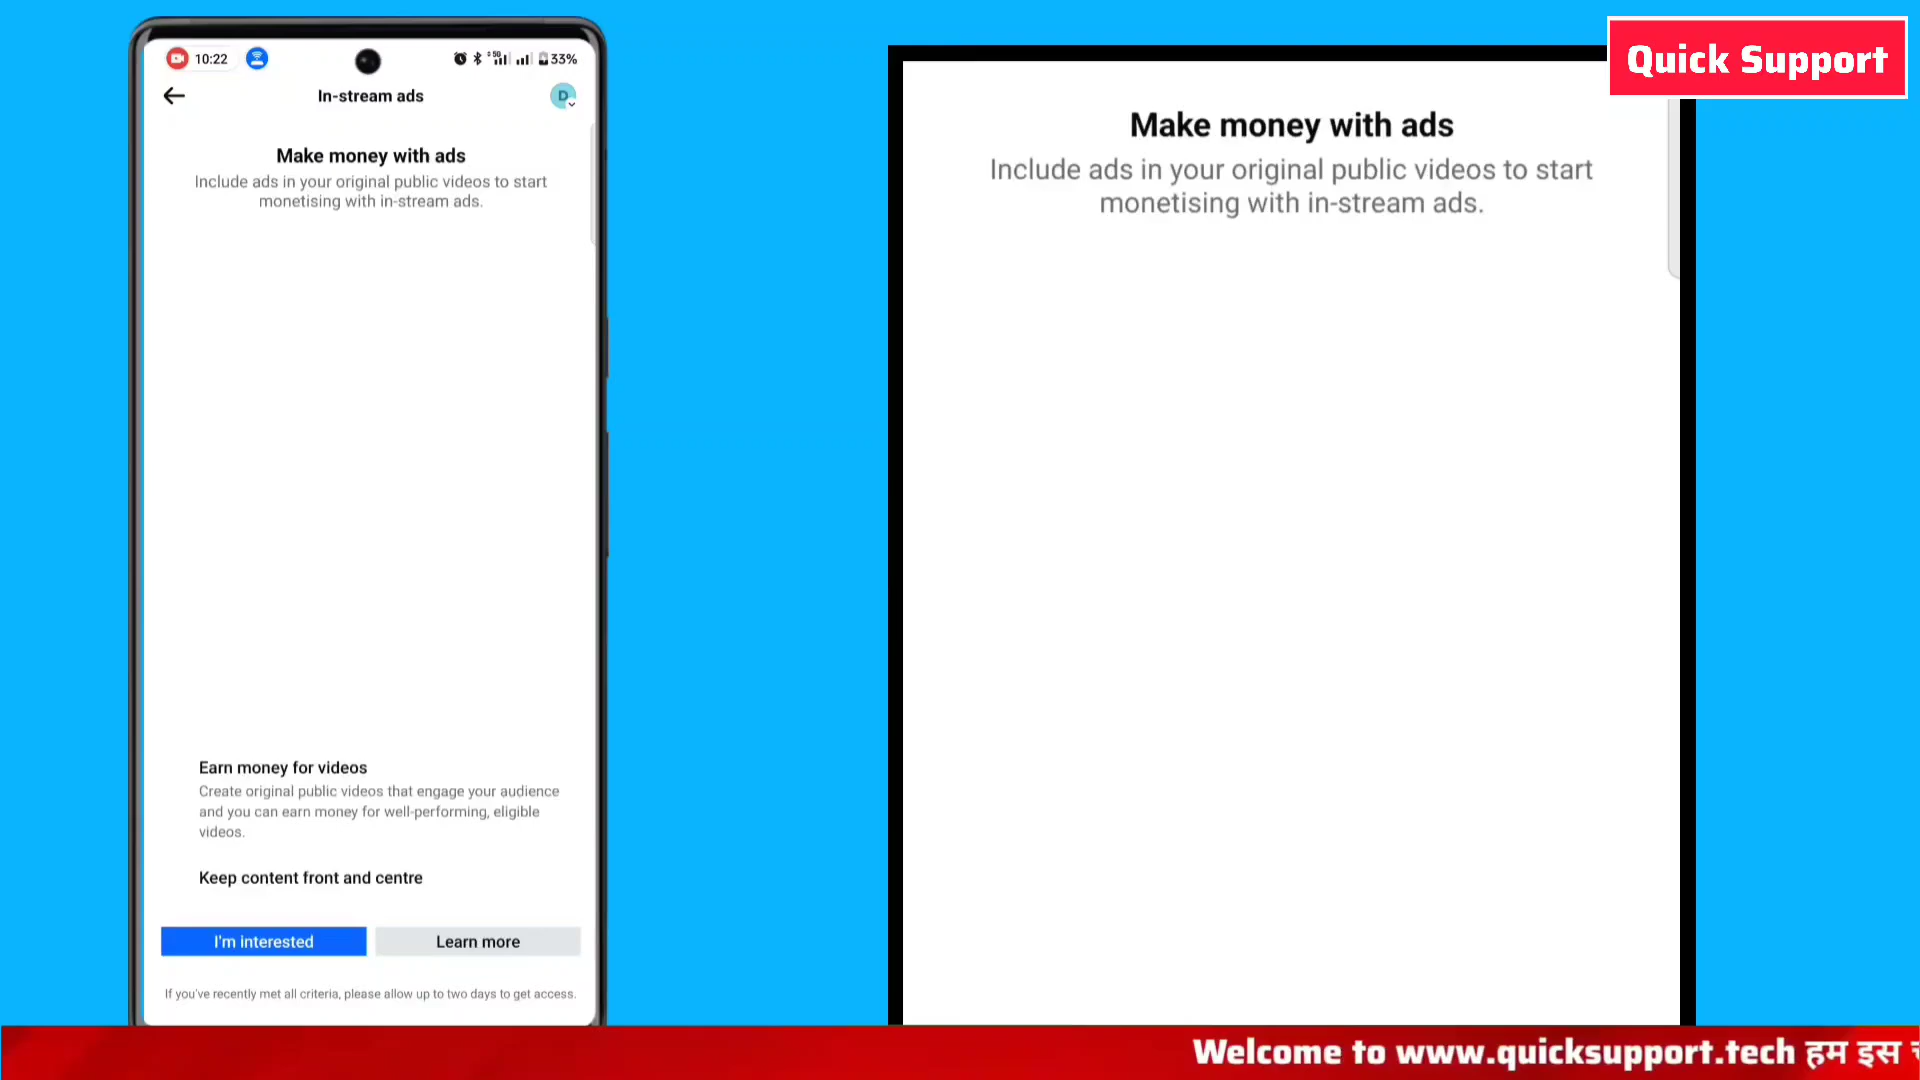 10:22
33%
In-stream ads
D
Make money with ads
Include ads in your original public videos to start
monetising with in-stream ads.
Earn money for videos
Create original public videos that engage your audience
and you can earn money for well-performing, eligible
videos.
Keep content front and centre
I'm interested
Learn more
If you've recently met all criteria, please allow up to two days to get access.
Quick Support
Make money with ads
Include ads in your original public videos to start
monetising with in-stream ads.
Welcome to www.quicksupport.tech हम इस